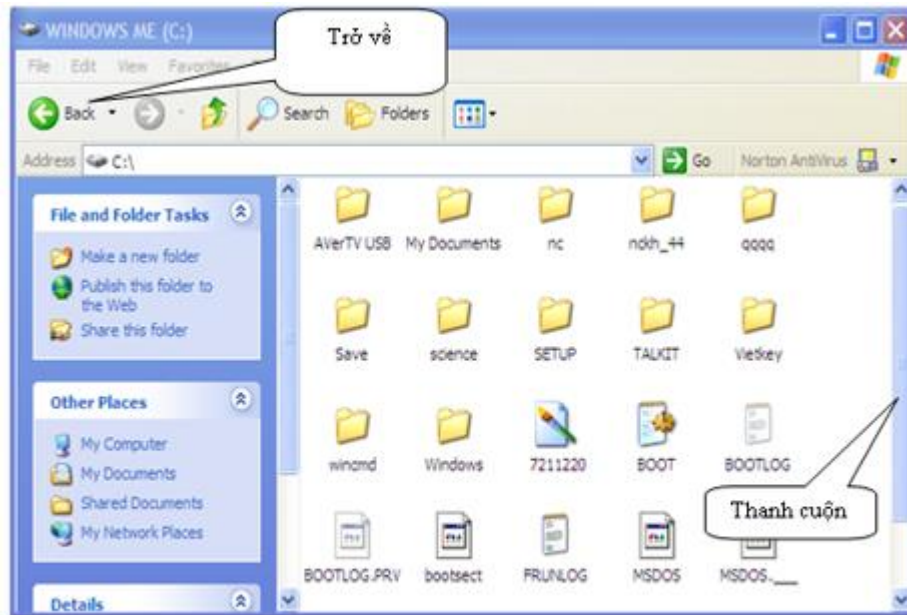 WINDOWS ME (C:)
Trở về
File Edit View Favorites
Back Search Folders
Address C:\ Go Norton AntiVirus
File and Folder Tasks
Make a new folder
Publish this folder to
the Web
Share this folder
Other Places
My Computer
My Documents
Shared Documents
My Network Places
Details
AVerTV USB My Documents nc nckh_44 qqqq
Save science SETUP TALKIT Vietkey
wincmd Windows 7211220 BOOT BOOTLOG
Thanh cuộn
BOOTLOG.PRV bootsect FRUNLOG MSDOS MSDOS.___